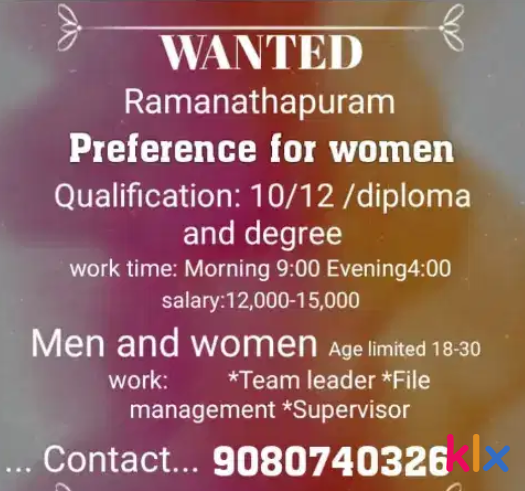 WANTED
Ramanathapuram
Preference for women
Qualification: 10/12 /diploma
and degree
work time: Morning 9:00 Evening4:00
salary:12,000-15,000
Men and women Age limited 18-30
work: *Team leader *File
management *Supervisor
... Contact... 9080740326
klx